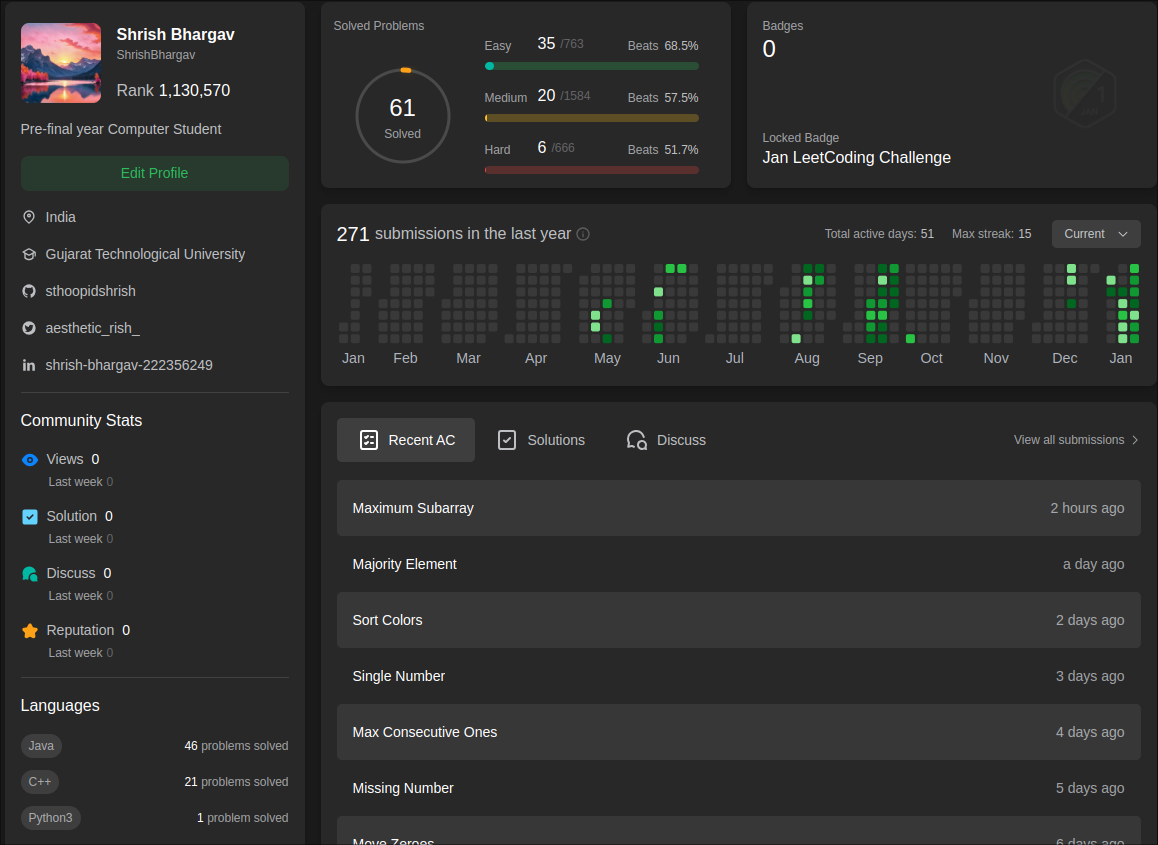 Shrish Bhargav
ShrishBhargav
Rank 1,130,570
Pre-final year Computer Student
Edit Profile
India
Gujarat Technological University
sthoopidshrish
aesthetic_rish_
shrish-bhargav-222356249
Community Stats
Views 0
Last week 0
Solution 0
Last week 0
Discuss 0
Last week 0
Reputation 0
Last week 0
Languages
Java 46 problems solved
C++ 21 problems solved
Python3 1 problem solved
Solved Problems
61
Solved
Easy 35 /763 Beats 68.5%
Medium 20 /1584 Beats 57.5%
Hard 6 /666 Beats 51.7%
Badges
0
Locked Badge
Jan LeetCoding Challenge
271 submissions in the last year Total active days: 51 Max streak: 15 Current
Jan Feb Mar Apr May Jun Jul Aug Sep Oct Nov Dec Jan
Recent AC Solutions Discuss View all submissions
Maximum Subarray 2 hours ago
Majority Element a day ago
Sort Colors 2 days ago
Single Number 3 days ago
Max Consecutive Ones 4 days ago
Missing Number 5 days ago
Move Zeroes 6 days ago